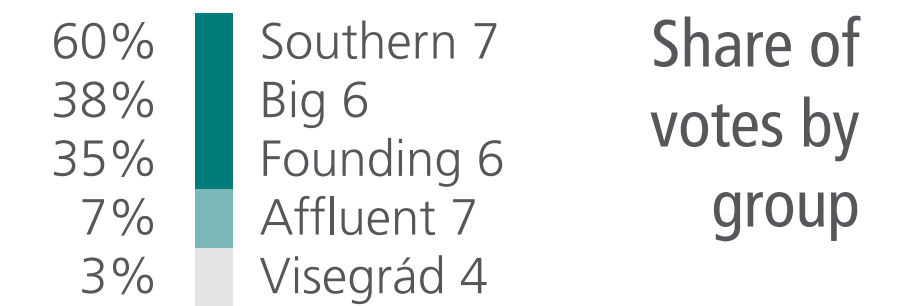 60% Southern 7
38% Big 6
35% Founding 6
7% Affluent 7
3% Visegrád 4
Share of
votes by
group